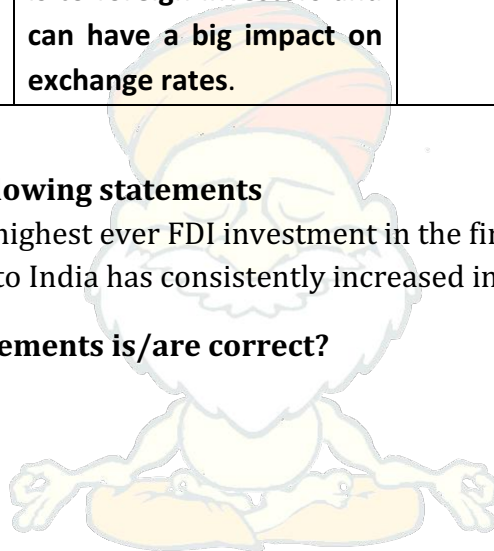 can have a big impact on
exchange rates.
lowing statements
highest ever FDI investment in the fir
to India has consistently increased in
ements is/are correct?